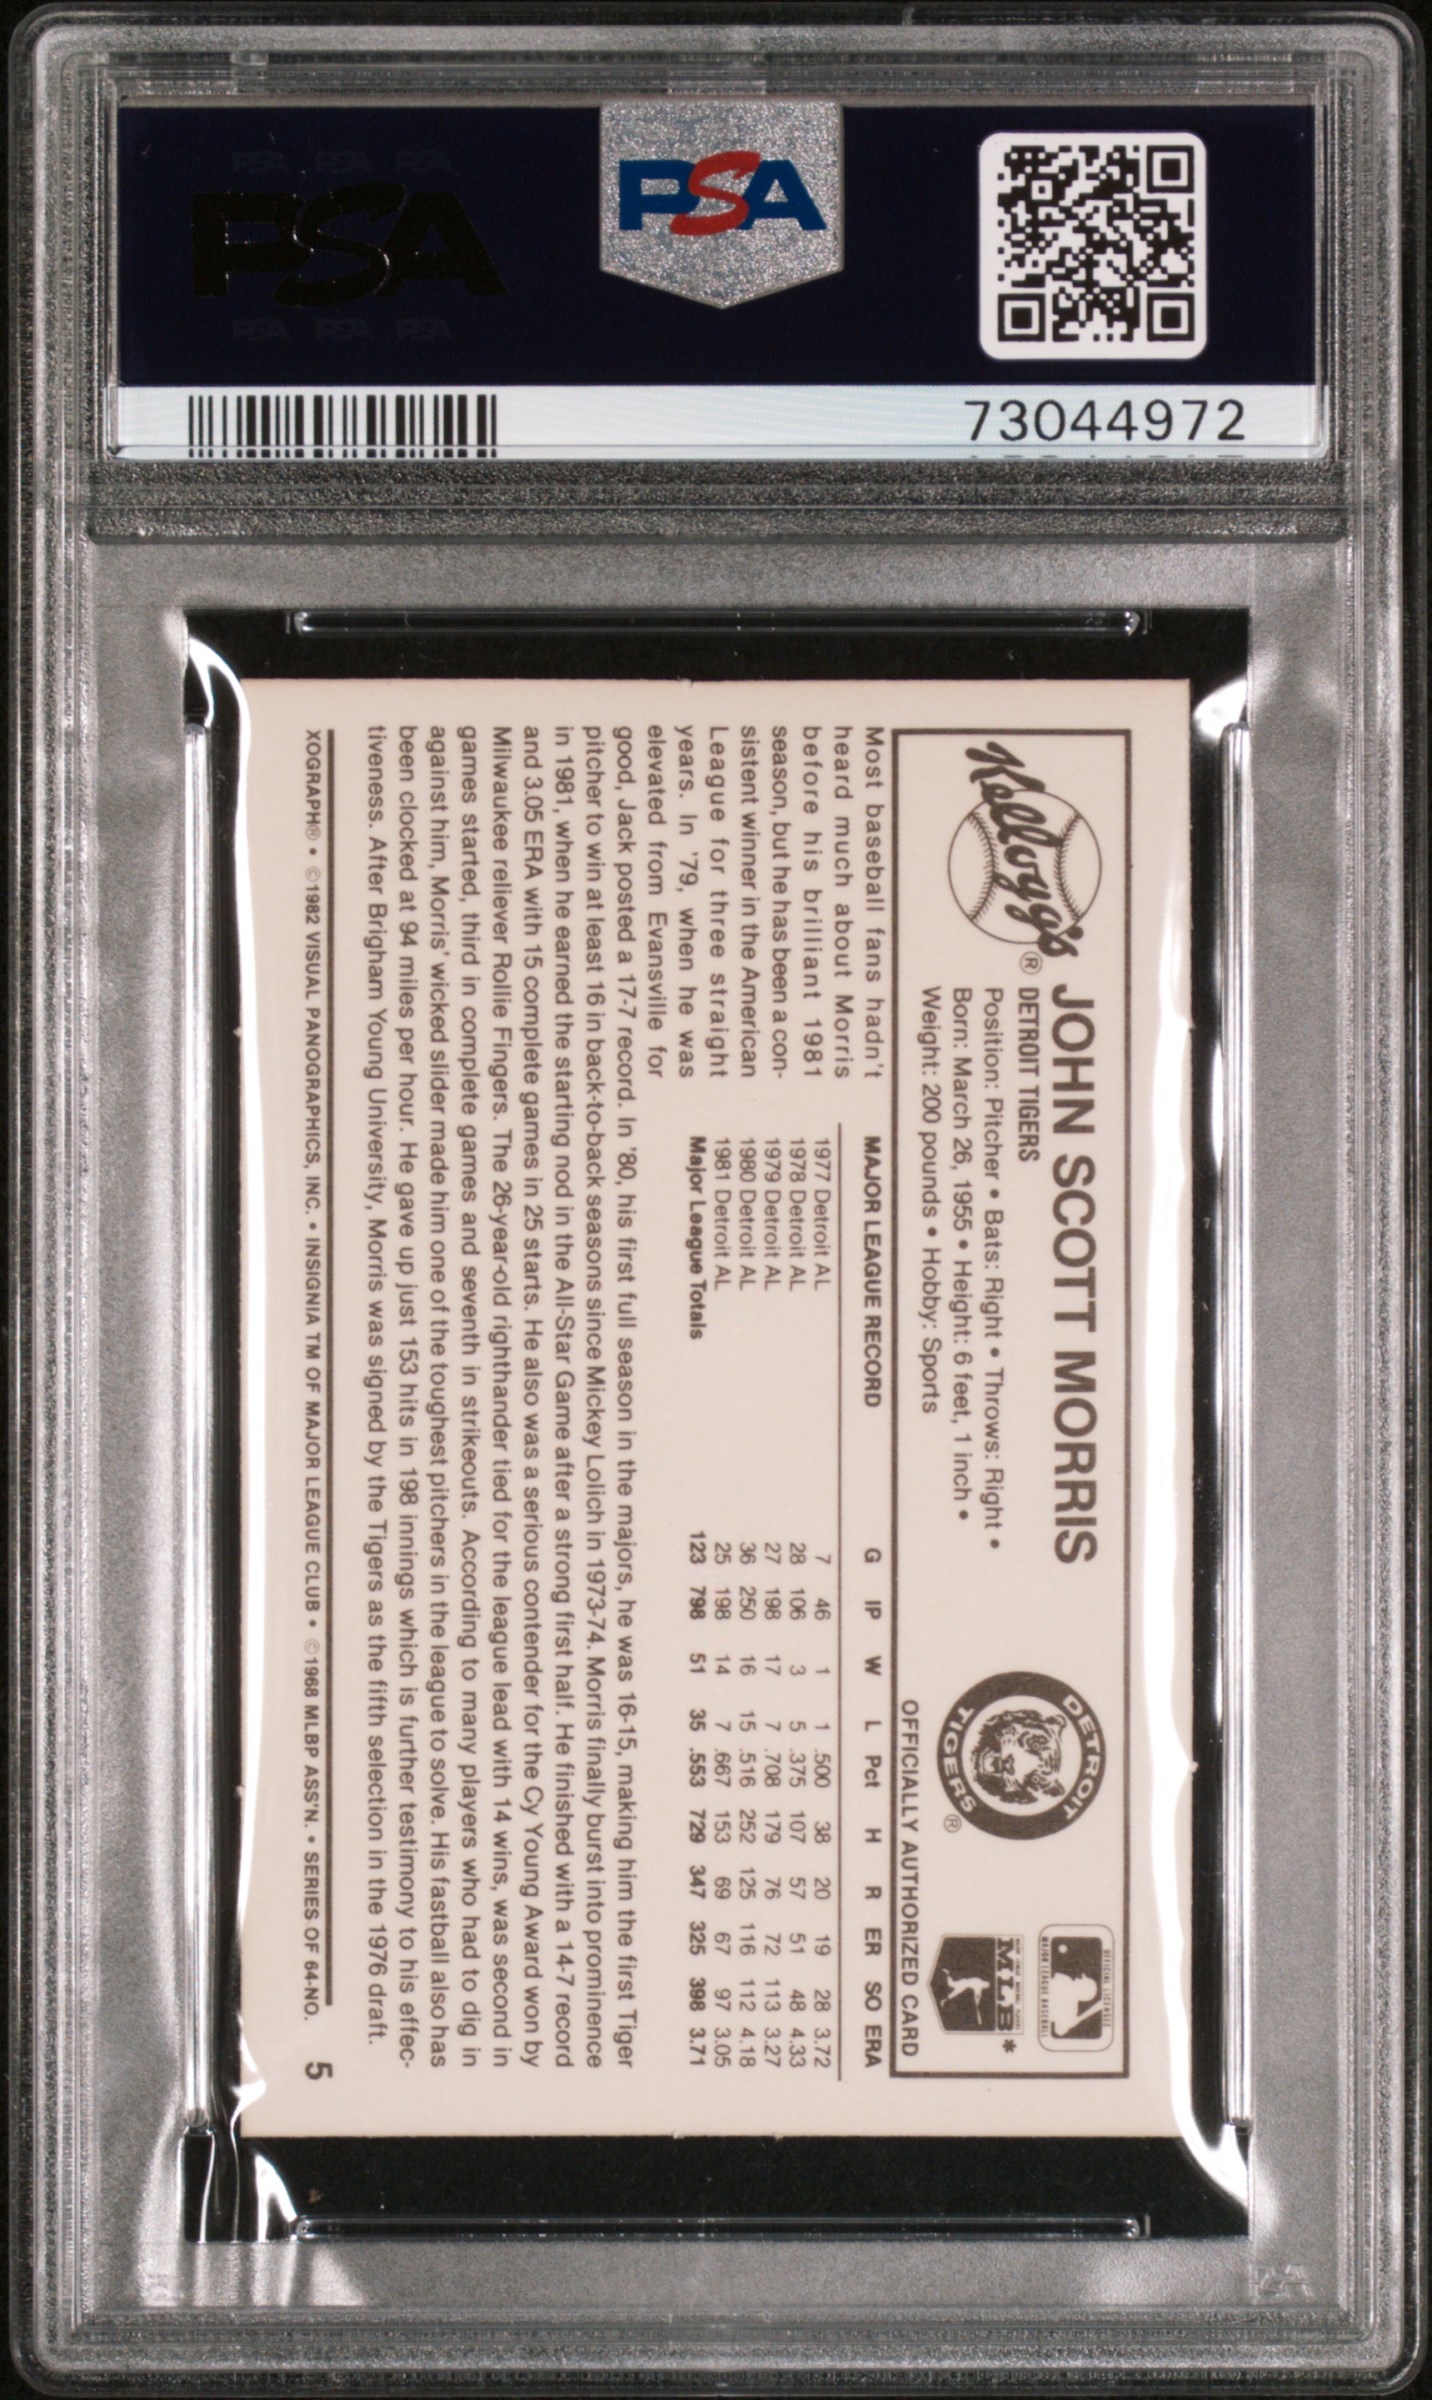 PSA
PSA
73044972
Kellogg's®
JOHN SCOTT MORRIS
DETROIT TIGERS
Position: Pitcher • Bats: Right • Throws: Right •
Born: March 26, 1955 • Height: 6 feet, 1 inch •
Weight: 200 pounds • Hobby: Sports
DETROIT
TIGERS
®
MLB*
OFFICIALLY AUTHORIZED CARD
Most baseball fans hadn't
heard much about Morris
before his brilliant 1981
season, but he has been a con-
sistent winner in the American
League for three straight
years. In '79, when he was
elevated from Evansville for
MAJOR LEAGUE RECORD G IP W L Pct H R ER SO ERA
1977 Detroit AL 7 46 1 1 .500 38 20 19 28 3.72
1978 Detroit AL 28 106 3 5 .375 107 57 51 48 4.33
1979 Detroit AL 27 198 17 7 .708 179 76 72 113 3.27
1980 Detroit AL 36 250 16 15 .516 252 125 116 112 4.18
1981 Detroit AL 25 198 14 7 .667 153 69 67 97 3.05
Major League Totals 123 798 51 35 .553 729 347 325 398 3.71
good, Jack posted a 17-7 record. In '80, his first full season in the majors, he was 16-15, making him the first Tiger
pitcher to win at least 16 in back-to-back seasons since Mickey Lolich in 1973-74. Morris finally burst into prominence
in 1981, when he earned the starting nod in the All-Star Game after a strong first half. He finished with a 14-7 record
and 3.05 ERA with 15 complete games in 25 starts. He also was a serious contender for the Cy Young Award won by
Milwaukee reliever Rollie Fingers. The 26-year-old righthander tied for the league lead with 14 wins, was second in
games started, third in complete games and seventh in strikeouts. According to many players who had to dig in
against him, Morris' wicked slider made him one of the toughest pitchers in the league to solve. His fastball also has
been clocked at 94 miles per hour. He gave up just 153 hits in 198 innings which is further testimony to his effec-
tiveness. After Brigham Young University, Morris was signed by the Tigers as the fifth selection in the 1976 draft.
XOGRAPH® • ©1982 VISUAL PANOGRAPHICS, INC. • INSIGNIA TM OF MAJOR LEAGUE CLUB • ©1968 MLBP ASS'N. • SERIES OF 64-NO. 5